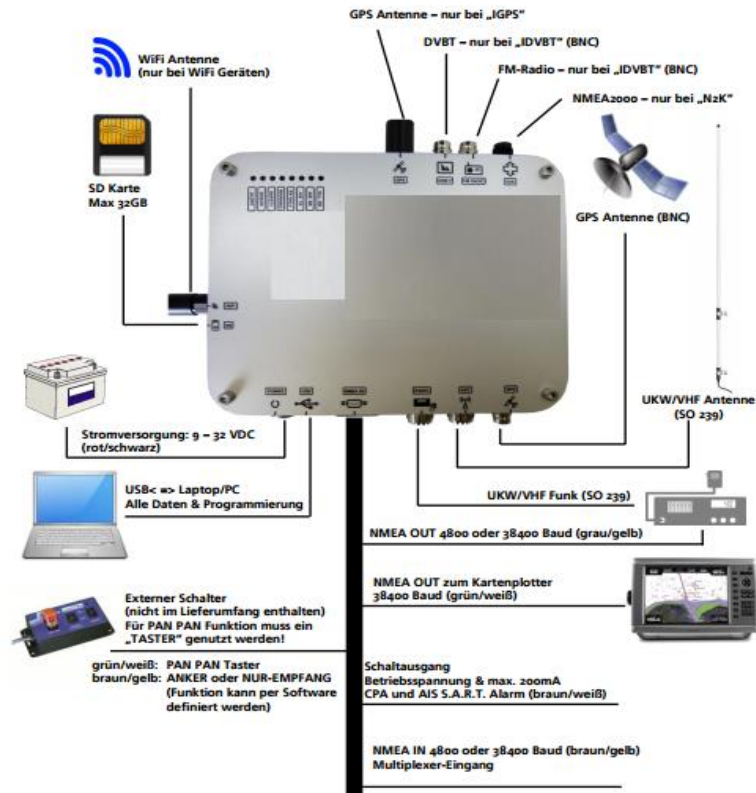 GPS Antenne – nur bei „IGPS“
DVBT – nur bei „IDVBT“ (BNC)
FM-Radio – nur bei „IDVBT“ (BNC)
NMEA2000 – nur bei „N2K“
WiFi Antenne
(nur bei WiFi Geräten)
SD Karte
Max 32GB
GPS Antenne (BNC)
UKW/VHF Antenne
(SO 239)
Stromversorgung: 9 – 32 VDC
(rot/schwarz)
USB< => Laptop/PC
Alle Daten & Programmierung
UKW/VHF Funk (SO 239)
NMEA OUT 4800 oder 38400 Baud (grau/gelb)
Externer Schalter
(nicht im Lieferumfang enthalten)
Für PAN PAN Funktion muss ein
„TASTER“ genutzt werden!
NMEA OUT zum Kartenplotter
38400 Baud (grün/weiß)
grün/weiß: PAN PAN Taster
braun/gelb: ANKER oder NUR-EMPFANG
(Funktion kann per Software
definiert werden)
Schaltausgang
Betriebsspannung & max. 200mA
CPA und AIS S.A.R.T. Alarm (braun/weiß)
NMEA IN 4800 oder 38400 Baud (braun/gelb)
Multiplexer-Eingang